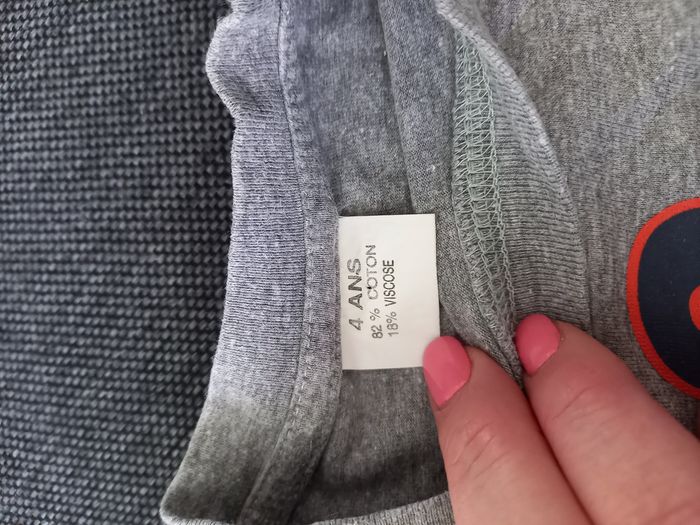 4 ANS
82 % COTON
18% VISCOSE